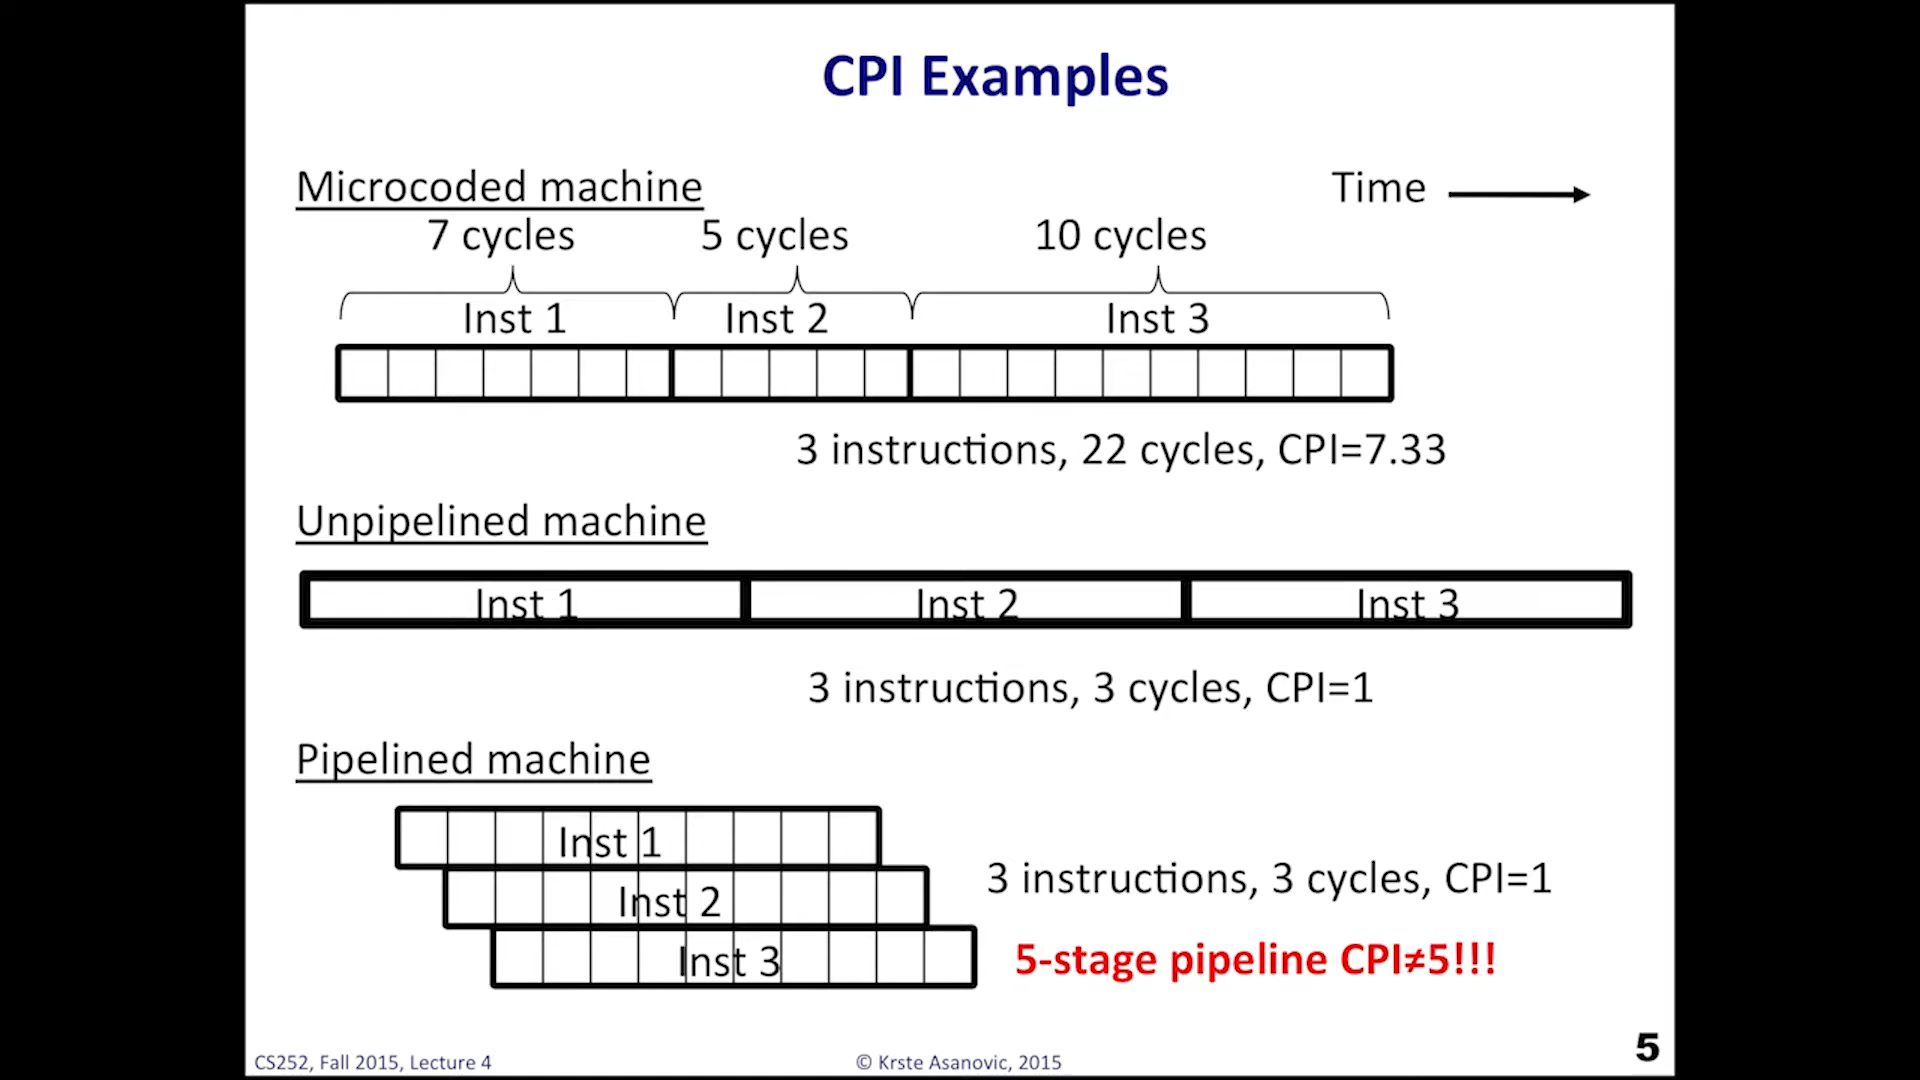 CPI Examples
Microcoded machine
Time
7 cycles
5 cycles
10 cycles
Inst 1
Inst 2
Inst 3
3 instructions, 22 cycles, CPI=7.33
Unpipelined machine
Inst 1
Inst 2
Inst 3
3 instructions, 3 cycles, CPI=1
Pipelined machine
Inst 1
Inst 2
Inst 3
3 instructions, 3 cycles, CPI=1
5-stage pipeline CPI≠5!!!
CS252, Fall 2015, Lecture 4
© Krste Asanovic, 2015
5